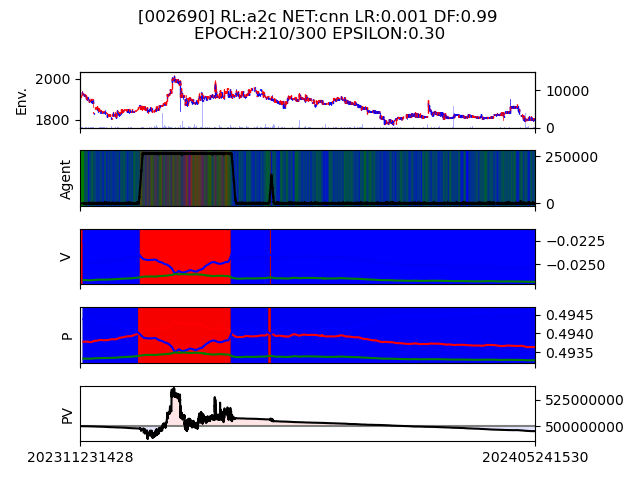 [002690] RL:a2c NET:cnn LR:0.001 DF:0.99
EPOCH:210/300 EPSILON:0.30
Env.
2000
1800
10000
0
Agent
250000
0
V
−0.0225
−0.0250
P
0.4945
0.4940
0.4935
PV
525000000
500000000
202311231428
202405241530